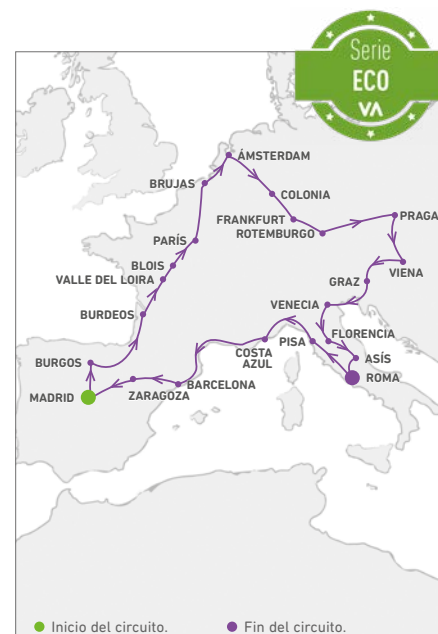 Serie
ECO
VA
ÁMSTERDAM
BRUJAS
COLONIA
FRANKFURT
ROTEMBURGO
PRAGA
PARÍS
BLOIS
VALLE DEL LOIRA
VIENA
GRAZ
VENECIA
BURDEOS
FLORENCIA
PISA
COSTA
AZUL
ASÍS
BURGOS
ROMA
BARCELONA
MADRID
ZARAGOZA
Inicio del circuito.
Fin del circuito.